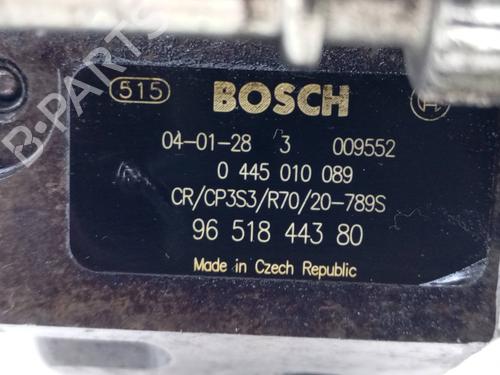 515 BOSCH
04-01-28 3 009552
0 445 010 089
CR/CP3S3/R70/20-789S
96 518 443 80
Made in Czech Republic
B-PARTS